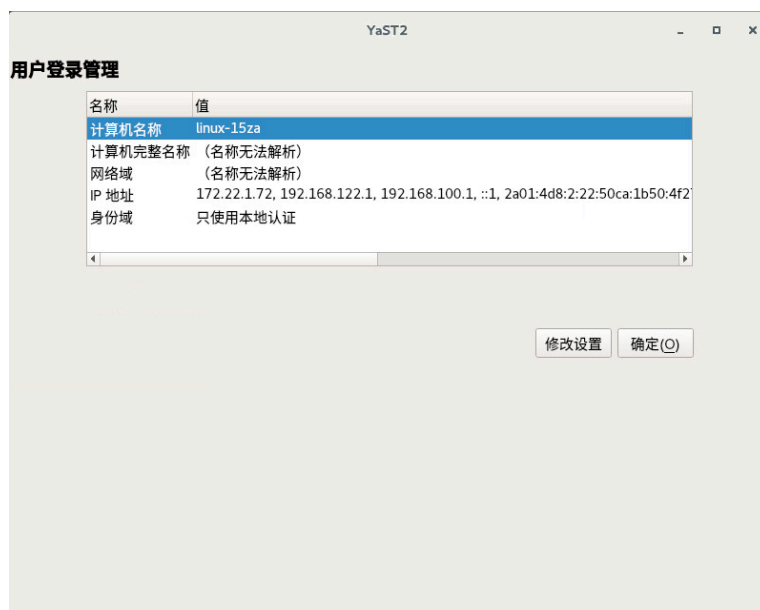 YaST2
用户登录管理
名称 值
计算机名称 linux-15za
计算机完整名称 （名称无法解析）
网络域 （名称无法解析）
IP 地址 172.22.1.72, 192.168.122.1, 192.168.100.1, ::1, 2a01:4d8:2:22:50ca:1b50:4f2
身份域 只使用本地认证
修改设置 确定(O)